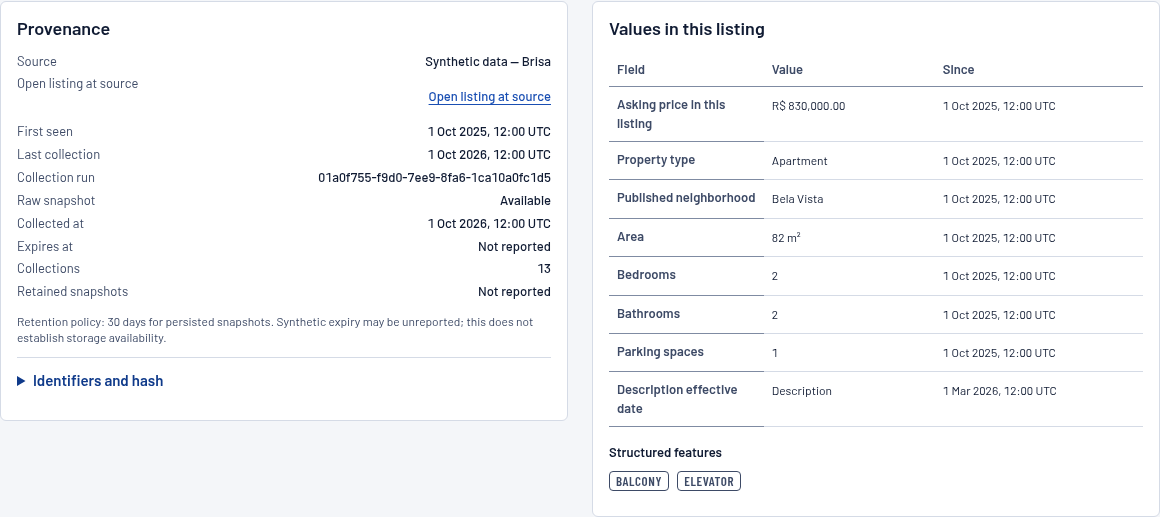 Provenance
Source Synthetic data — Brisa
Open listing at source
Open listing at source
First seen 1 Oct 2025, 12:00 UTC
Last collection 1 Oct 2026, 12:00 UTC
Collection run 01a0f755-f9d0-7ee9-8fa6-1ca10a0fc1d5
Raw snapshot Available
Collected at 1 Oct 2026, 12:00 UTC
Expires at Not reported
Collections 13
Retained snapshots Not reported
Retention policy: 30 days for persisted snapshots. Synthetic expiry may be unreported; this does not
establish storage availability.
Identifiers and hash
Values in this listing
Field Value Since
Asking price in this R$ 830,000.00 1 Oct 2025, 12:00 UTC
listing
Property type Apartment 1 Oct 2025, 12:00 UTC
Published neighborhood Bela Vista 1 Oct 2025, 12:00 UTC
Area 82 m² 1 Oct 2025, 12:00 UTC
Bedrooms 2 1 Oct 2025, 12:00 UTC
Bathrooms 2 1 Oct 2025, 12:00 UTC
Parking spaces 1 1 Oct 2025, 12:00 UTC
Description effective Description 1 Mar 2026, 12:00 UTC
date
Structured features
BALCONY ELEVATOR